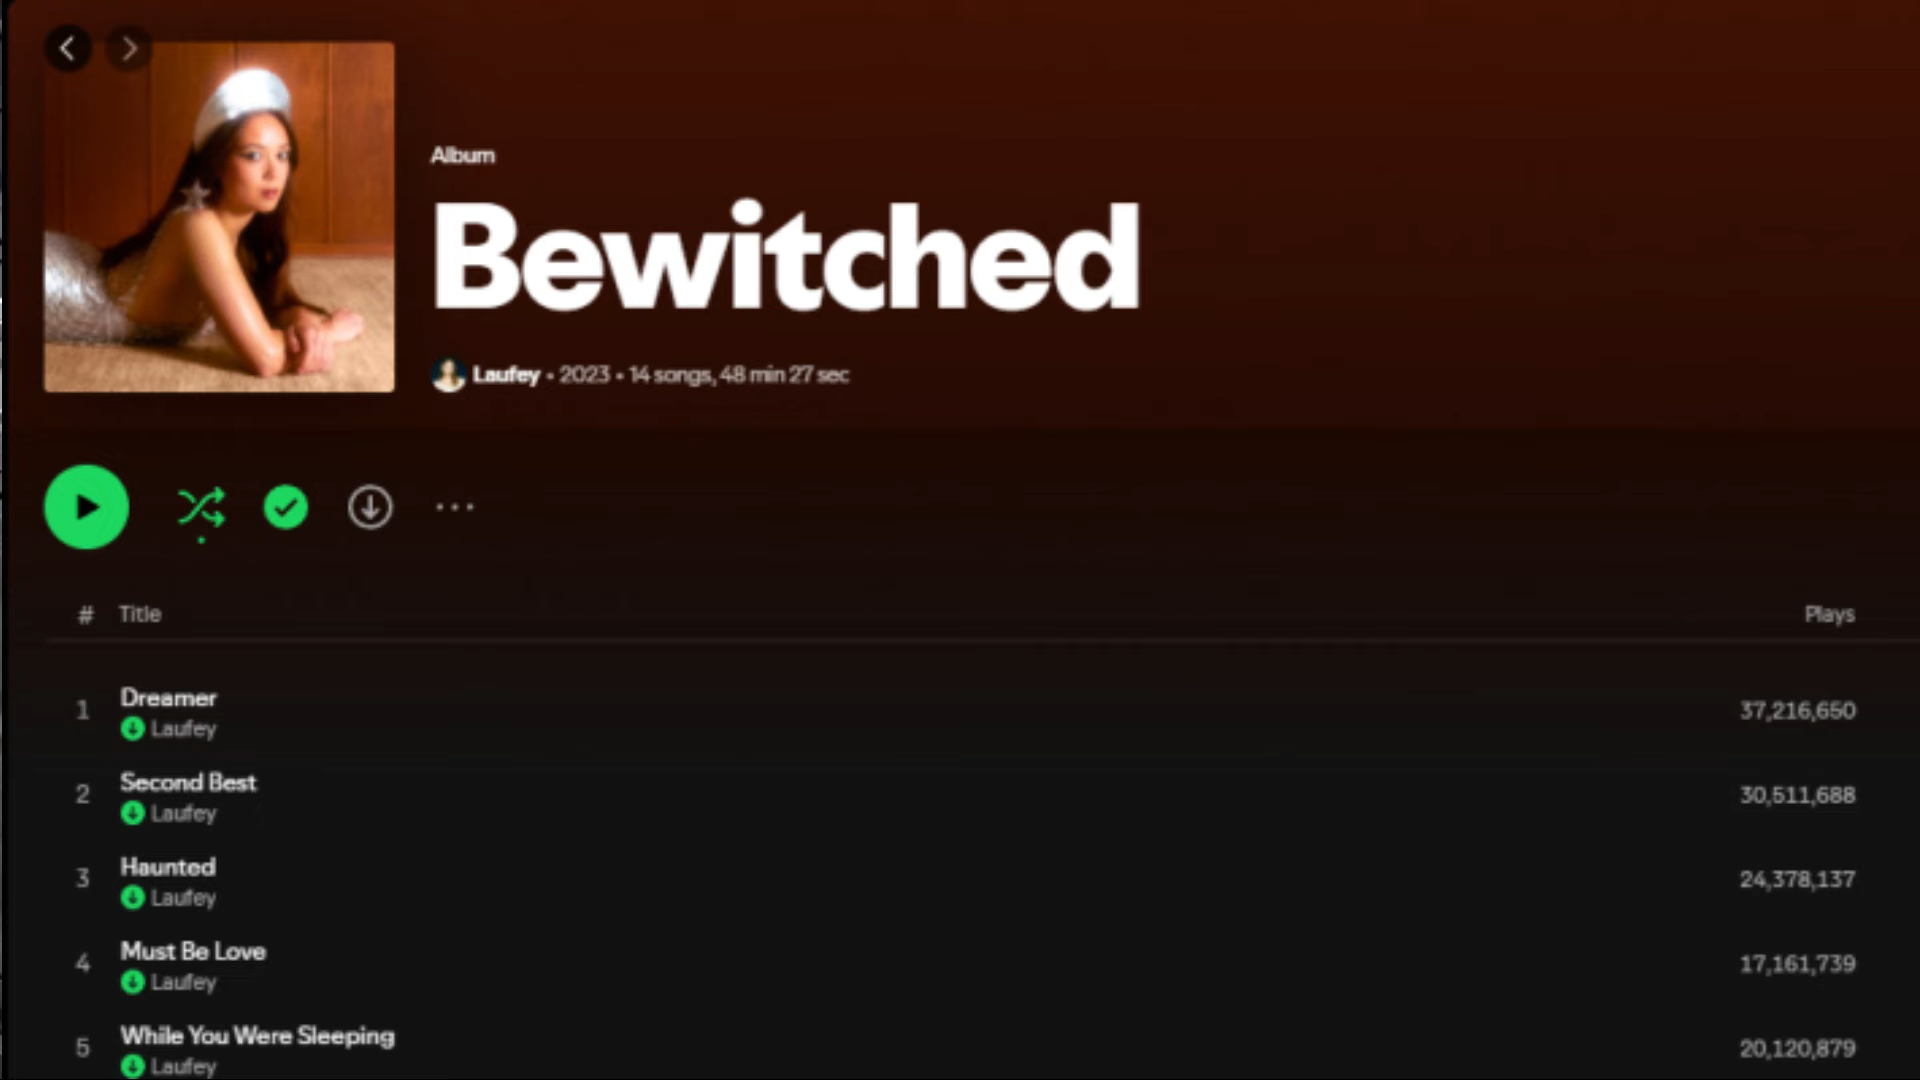 Album
Bewitched
Laufey • 2023 • 14 songs, 48 min 27 sec
# Title Plays
1 Dreamer 37,216,650
Laufey
2 Second Best 30,511,688
Laufey
3 Haunted 24,378,137
Laufey
4 Must Be Love 17,161,739
Laufey
5 While You Were Sleeping 20,120,879
Laufey